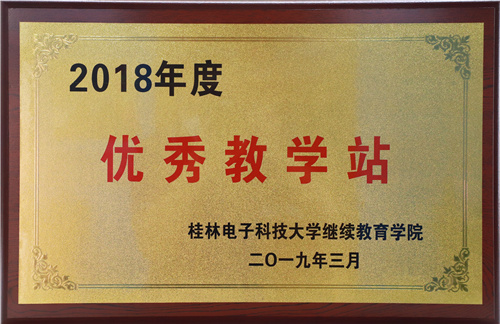 2018年度
优秀教学站
桂林电子科技大学继续教育学院
二O一九年三月